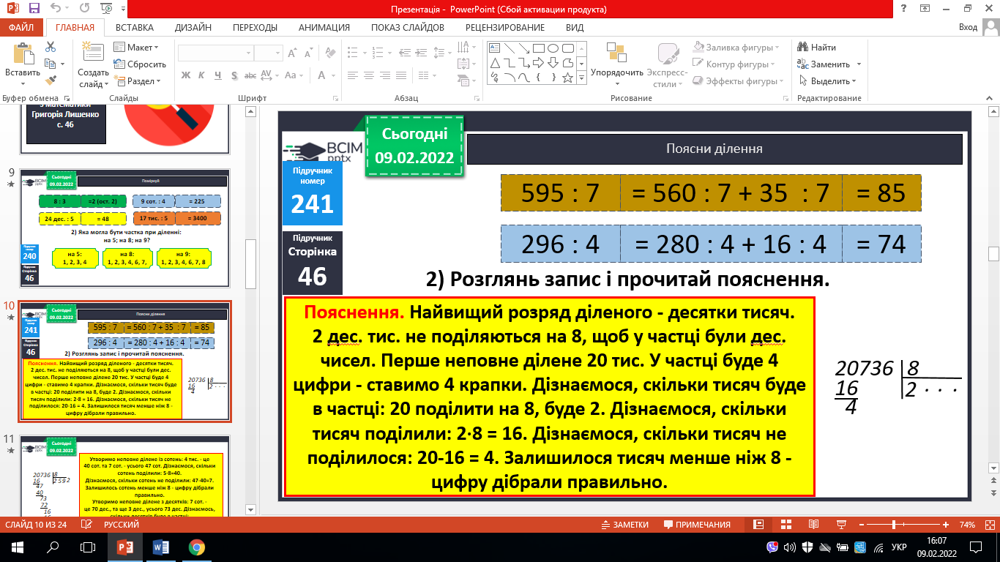 Презентація - PowerPoint (Сбой активации продукта)
ФАЙЛ ГЛАВНАЯ ВСТАВКА ДИЗАЙН ПЕРЕХОДЫ АНИМАЦИЯ ПОКАЗ СЛАЙДОВ РЕЦЕНЗИРОВАНИЕ ВИД Вход
Вставить
Создать слайд
Макет
Сбросить
Раздел
Ж К Ч S abc AV Aa A
Упорядочить
Экспресс-стили
Заливка фигуры
Контур фигуры
Эффекты фигуры
Найти
Заменить
Выделить
Буфер обмена Слайды Шрифт Абзац Рисование Редактирование
з математики
Григорія Лишенко
с. 46
9
ВСІМ pptx
Сьогодні
09.02.2022
Поміркуй
8 : 3 =2 (ост. 2) 9 сот. : 4 = 225
24 дес. : 5 = 48 17 тис. : 5 = 3400
2) Яка могла бути частка при діленні:
на 5; на 8; на 9?
Підручник номер
240
Підручник Сторінка
46
на 5:
1, 2, 3, 4
на 8:
1, 2, 3, 4, 6, 7,
на 9:
1, 2, 3, 4, 6, 7, 8
10
Сьогодні
09.02.2022
Поясни ділення
241
46
595 : 7 = 560 : 7 + 35 : 7 = 85
296 : 4 = 280 : 4 + 16 : 4 = 74
2) Розглянь запис і прочитай пояснення.
Пояснення. Найвищий розряд діленого - десятки тисяч.
2 дес. тис. не поділяються на 8, щоб у частці були дес.
чисел. Перше неповне ділене 20 тис. У частці буде 4
цифри - ставимо 4 крапки. Дізнаємося, скільки тисяч буде
в частці: 20 поділити на 8, буде 2. Дізнаємося, скільки
тисяч поділили: 2·8 = 16. Дізнаємося, скільки тисяч не
поділилося: 20-16 = 4. Залишилося тисяч менше ніж 8 -
цифру дібрали правильно.
20736 8
16 2 · · ·
4
11
ВСІМ pptx
Сьогодні
09.02.2022
Утворимо неповне ділене із сотень: 4 тис. - це
40 сот. та 7 сот. - усього 47 сот. Дізнаємося, скільки
сотень поділили: 5·8=40.
Дізнаємося, скільки сотень не поділили: 47-40=7.
Залишилось сотень менше ніж 8 - цифру дібрали
правильно.
Утворимо неповне ділене з десятків: 7 сот. -
це 70 дес., та ще 3 дес., усього 73 дес. Дізнаємось,
20736 8
16 2 59 2
47
40
73
72
16
16
ВСІМ
pptx
Сьогодні
09.02.2022
Поясни ділення
Підручник
номер
241
Підручник
Сторінка
46
595 : 7 = 560 : 7 + 35 : 7 = 85
296 : 4 = 280 : 4 + 16 : 4 = 74
2) Розглянь запис і прочитай пояснення.
Пояснення. Найвищий розряд діленого - десятки тисяч.
2 дес. тис. не поділяються на 8, щоб у частці були дес.
чисел. Перше неповне ділене 20 тис. У частці буде 4
цифри - ставимо 4 крапки. Дізнаємося, скільки тисяч буде
в частці: 20 поділити на 8, буде 2. Дізнаємося, скільки
тисяч поділили: 2·8 = 16. Дізнаємося, скільки тисяч не
поділилося: 20-16 = 4. Залишилося тисяч менше ніж 8 -
цифру дібрали правильно.
20736 8
16 2 · · ·
4
СЛАЙД 10 ИЗ 24 РУССКИЙ ЗАМЕТКИ ПРИМЕЧАНИЯ 74%
УКР
16:07
09.02.2022